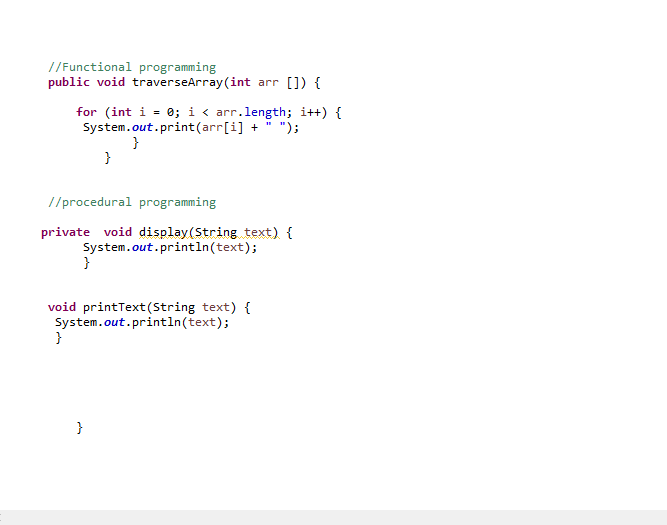 //Functional programming
public void traverseArray(int arr []) {
for (int i = 0; i < arr.length; i++) {
System.out.print(arr[i] + " ");
}
}
//procedural programming
private  void display(String text) {
System.out.println(text);
}
void printText(String text) {
System.out.println(text);
}
}